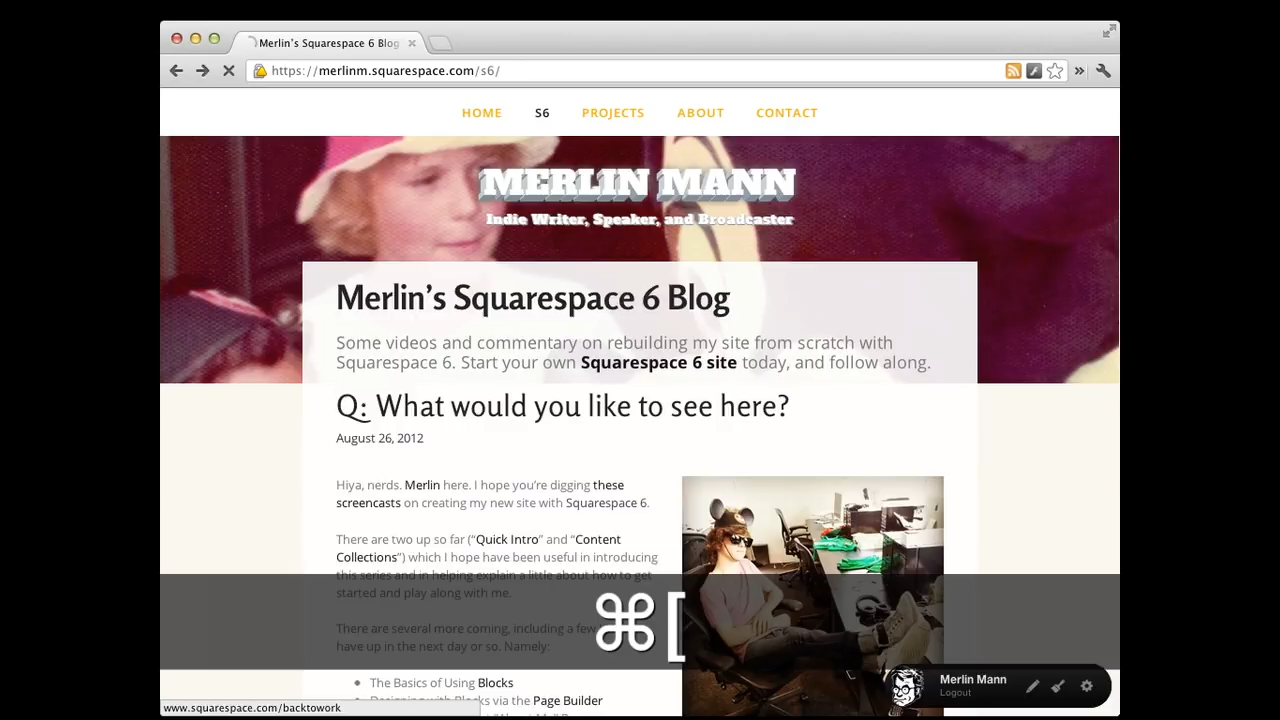 Merlin's Squarespace 6 Blog
https://merlinm.squarespace.com/s6/
HOME S6 PROJECTS ABOUT CONTACT
MERLIN MANN
Indie Writer, Speaker, and Broadcaster
Merlin's Squarespace 6 Blog
Some videos and commentary on rebuilding my site from scratch with
Squarespace 6. Start your own Squarespace 6 site today, and follow along.
Q: What would you like to see here?
August 26, 2012
Hiya, nerds. Merlin here. I hope you're digging these
screencasts on creating my new site with Squarespace 6.
There are two up so far ("Quick Intro" and "Content
Collections") which I hope have been useful in introducing
this series and in helping explain a little about how to get
started and play along with me.
There are several more coming, including a few
have up in the next day or so. Namely:
⌘[
• The Basics of Using Blocks
• Designing with Blocks via the Page Builder
Merlin Mann
Logout
www.squarespace.com/backtowork